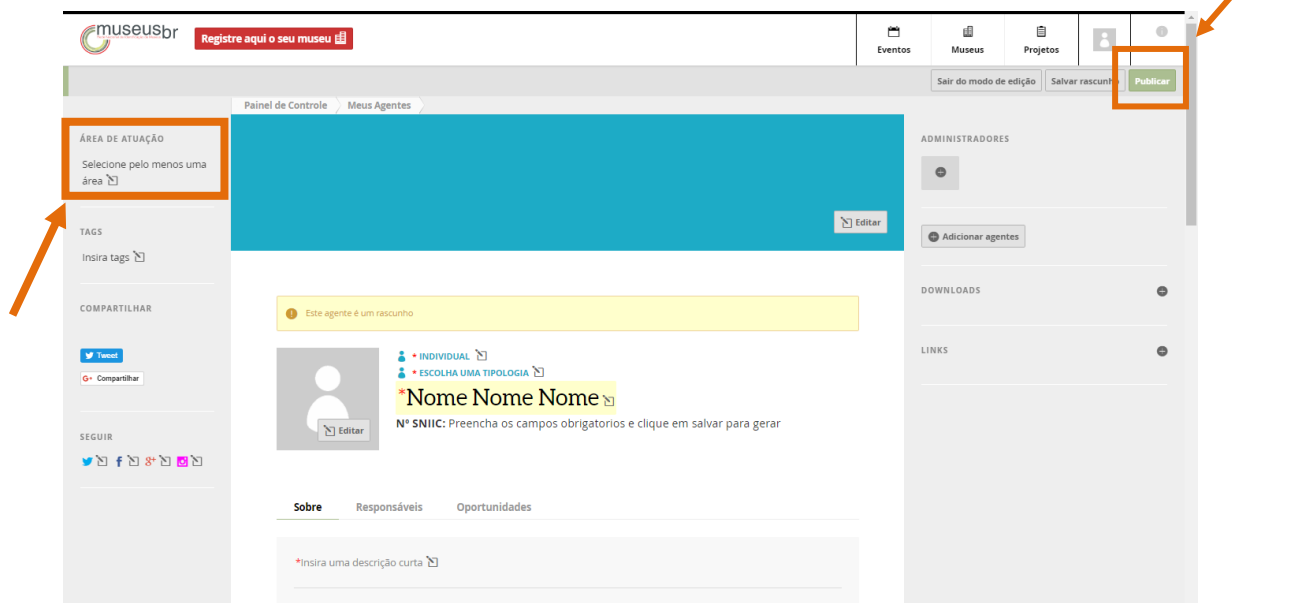 museusbr
Registre aqui o seu museu
Eventos
Museus
Projetos
Sair do modo de edição
Salvar rascunho
Publicar
Painel de Controle
Meus Agentes
ÁREA DE ATUAÇÃO
Selecione pelo menos uma
área
TAGS
Insira tags
COMPARTILHAR
Tweet
G+ Compartilhar
SEGUIR
Editar
Este agente é um rascunho
* INDIVIDUAL
* ESCOLHA UMA TIPOLOGIA
*Nome Nome Nome
Editar
Nº SNIIC: Preencha os campos obrigatorios e clique em salvar para gerar
Sobre
Responsáveis
Oportunidades
*Insira uma descrição curta
ADMINISTRADORES
Adicionar agentes
DOWNLOADS
LINKS